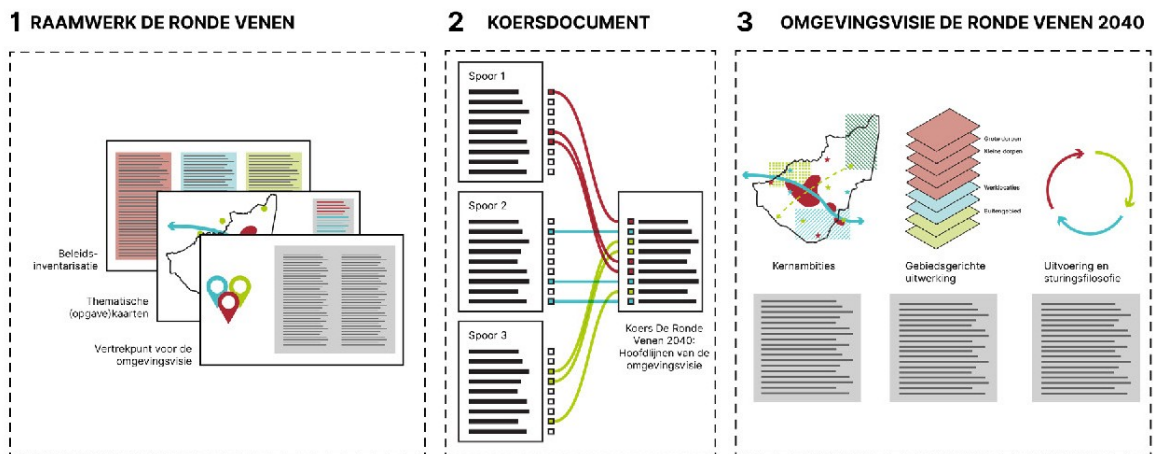 1 RAAMWERK DE RONDE VENEN
Beleids-
inventarisatie
Thematische
(opgave)kaarten
Vertrekpunt voor de
omgevingsvisie
2 KOERSDOCUMENT
Spoor 1
Spoor 2
Spoor 3
Koers De Ronde
Venen 2040:
Hoofdlijnen van de
omgevingsvisie
3 OMGEVINGSVISIE DE RONDE VENEN 2040
Grote dorpen
Kleine dorpen
Werklocaties
Buitengebied
Kernambities
Gebiedsgerichte
uitwerking
Uitvoering en
sturingsfilosofie